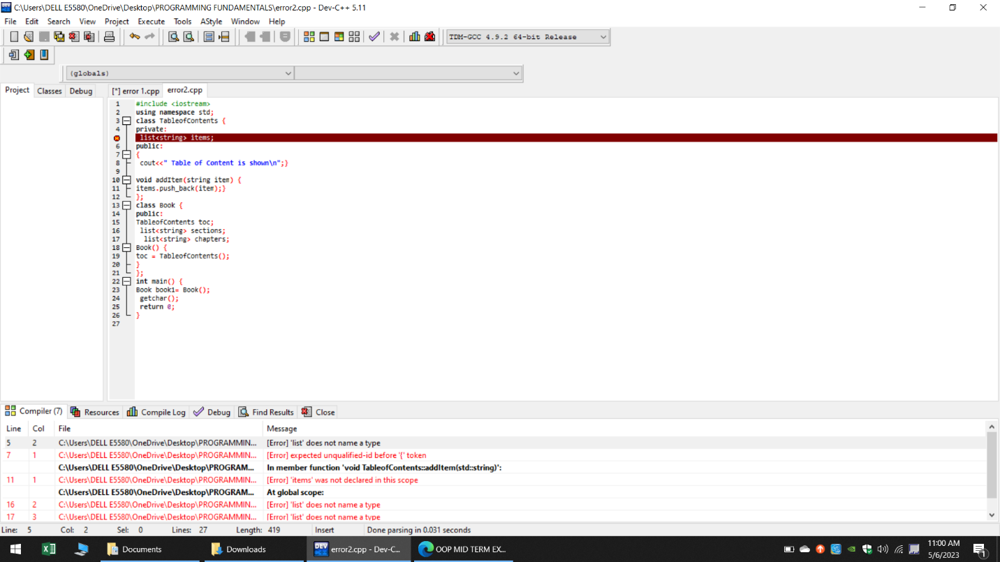 C:\Users\DELL E5580\OneDrive\Desktop\PROGRAMMING FUNDAMENTALS\error2.cpp - Dev-C++ 5.11
File Edit Search View Project Execute Tools AStyle Window Help
TDM-GCC 4.9.2 64-bit Release
(globals)
Project Classes Debug [*] error 1.cpp error2.cpp
1 #include <iostream>
2 using namespace std;
3 class TableofContents {
4 private:
list<string> items;
6 public:
7 {
8 cout<<" Table of Content is shown\n";}
9
10 void addItem(string item) {
11 items.push_back(item);}
12 };
13 class Book {
14 public:
15 TableofContents toc;
16 list<string> sections;
17 list<string> chapters;
18 Book() {
19 toc = TableofContents();
20 }
21 };
22 int main() {
23 Book book1= Book();
24 getchar();
25 return 0;
26 }
27
Compiler (7) Resources Compile Log Debug Find Results Close
Line Col File Message
5 2 C:\Users\DELL E5580\OneDrive\Desktop\PROGRAMMIN... [Error] 'list' does not name a type
7 1 C:\Users\DELL E5580\OneDrive\Desktop\PROGRAMMIN... [Error] expected unqualified-id before '{' token
C:\Users\DELL E5580\OneDrive\Desktop\PROGRAM... In member function 'void TableofContents::addItem(std::string)':
11 1 C:\Users\DELL E5580\OneDrive\Desktop\PROGRAMMIN... [Error] 'items' was not declared in this scope
C:\Users\DELL E5580\OneDrive\Desktop\PROGRAM... At global scope:
16 2 C:\Users\DELL E5580\OneDrive\Desktop\PROGRAMMIN... [Error] 'list' does not name a type
17 3 C:\Users\DELL E5580\OneDrive\Desktop\PROGRAMMIN... [Error] 'list' does not name a type
Line: 5 Col: 2 Sel: 0 Lines: 27 Length: 419 Insert Done parsing in 0.031 seconds
Documents Downloads DEV error2.cpp - Dev-C... OOP MID TERM EX...
11:00 AM
5/6/2023
1